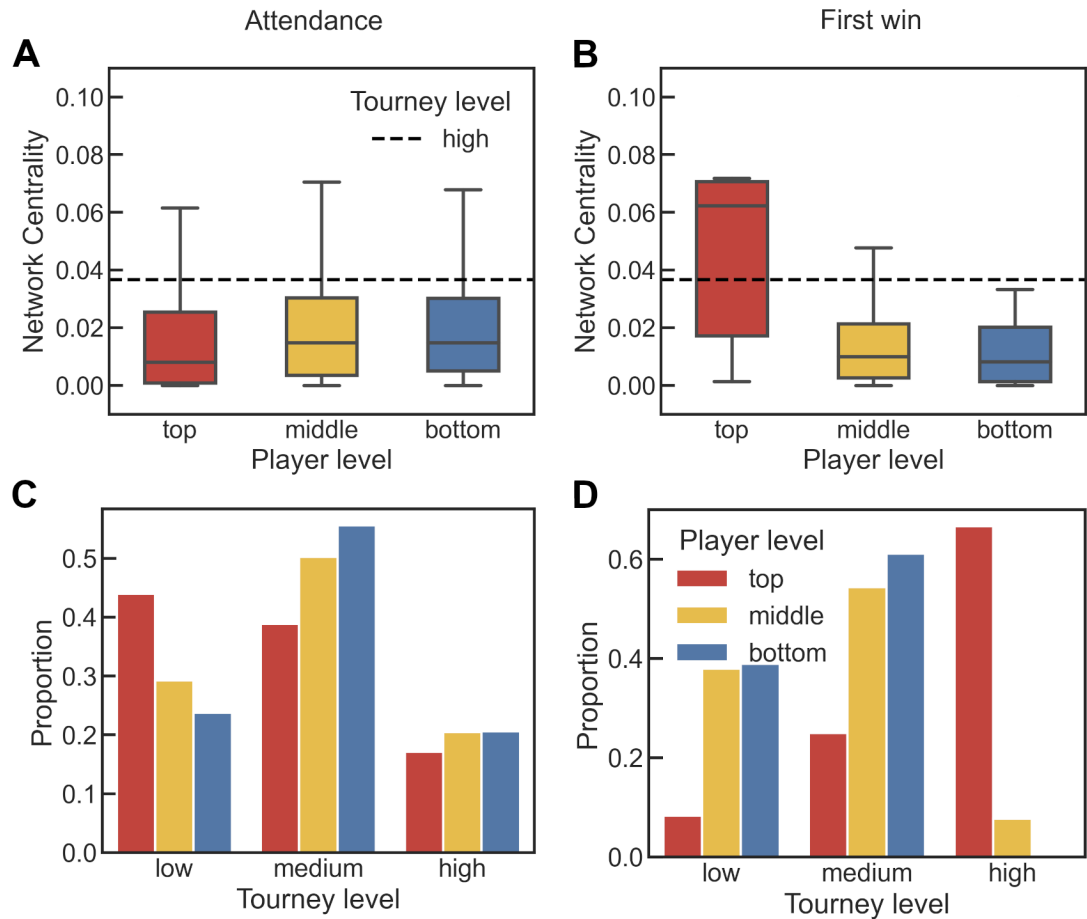 Attendance
First win
A
B
Network Centrality
0.10
0.08
0.06
0.04
0.02
0.00
Tourney level
high
top
middle
bottom
Player level
Network Centrality
0.10
0.08
0.06
0.04
0.02
0.00
top
middle
bottom
Player level
C
D
Proportion
0.5
0.4
0.3
0.2
0.1
0.0
low
medium
high
Tourney level
Proportion
0.6
0.4
0.2
0.0
Player level
top
middle
bottom
low
medium
high
Tourney level